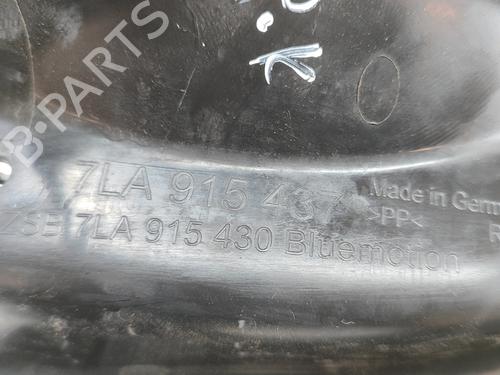 B-PARTS
7LA 915 437 Made in Germ
>PP<
ZSB 7LA 915 430 Bluemotion